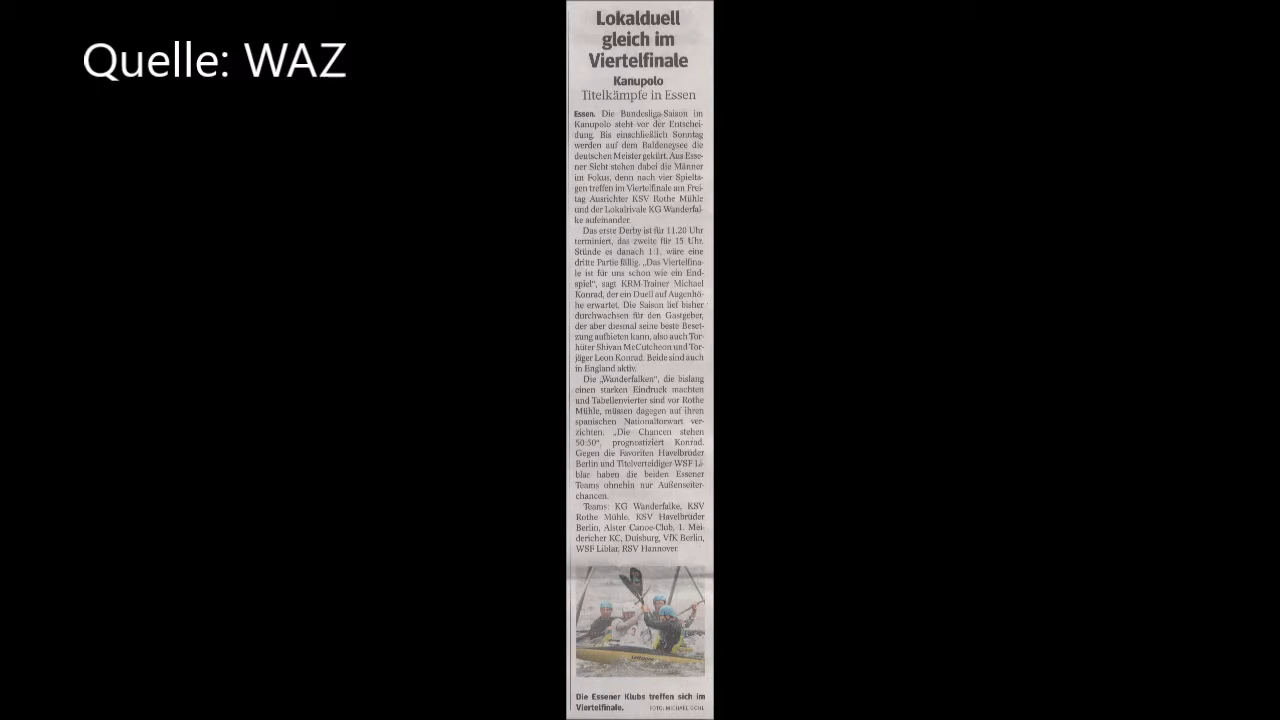 Quelle: WAZ
Lokalduell
gleich im
Viertelfinale
Kanupolo
Titelkämpfe in Essen
Essen. Die Bundesliga-Saison im
Kanupolo steht vor der Entschei-
dung. Bis einschließlich Sonntag
werden auf dem Baldeneysee die
deutschen Meister gekürt. Aus Esse-
ner Sicht stehen dabei die Männer
im Fokus, denn nach vier Spielta-
gen treffen im Viertelfinale am Frei-
tag Ausrichter KSV Rothe Mühle
und der Lokalrivale KG Wanderfal-
ke aufeinander.
Das erste Derby ist für 11.20 Uhr
terminiert, das zweite für 15 Uhr.
Stünde es danach 1:1, wäre eine
dritte Partie fällig. „Das Viertelfina-
le ist für uns schon wie ein End-
spiel“, sagt KRM-Trainer Michael
Konrad, der ein Duell auf Augenhö-
he erwartet. Die Saison lief bisher
durchwachsen für den Gastgeber,
der aber diesmal seine beste Beset-
zung aufbieten kann, also auch Tor-
hüter Shivan McCutcheon und Tor-
jäger Leon Konrad. Beide sind auch
in England aktiv.
Die „Wanderfalken“, die bislang
einen starken Eindruck machten
und Tabellenvierter sind vor Rothe
Mühle, müssen dagegen auf ihren
spanischen Nationalforwart ver-
zichten. „Die Chancen stehen
50:50“, prognostiziert Konrad.
Gegen die Favoriten Havelbrüder
Berlin und Titelverteidiger WSF Li-
blar haben die beiden Essener
Teams ohnehin nur Außenseiter-
chancen.
Teams: KG Wanderfalke, KSV
Rothe Mühle, KSV Havelbrüder
Berlin, Alster Canoe-Club, 1. Mei-
dericher KC, Duisburg, VfK Berlin,
WSF Liblar, RSV Hannover.
Die Essener Klubs treffen sich im
Viertelfinale. FOTO: MICHAEL GOHL